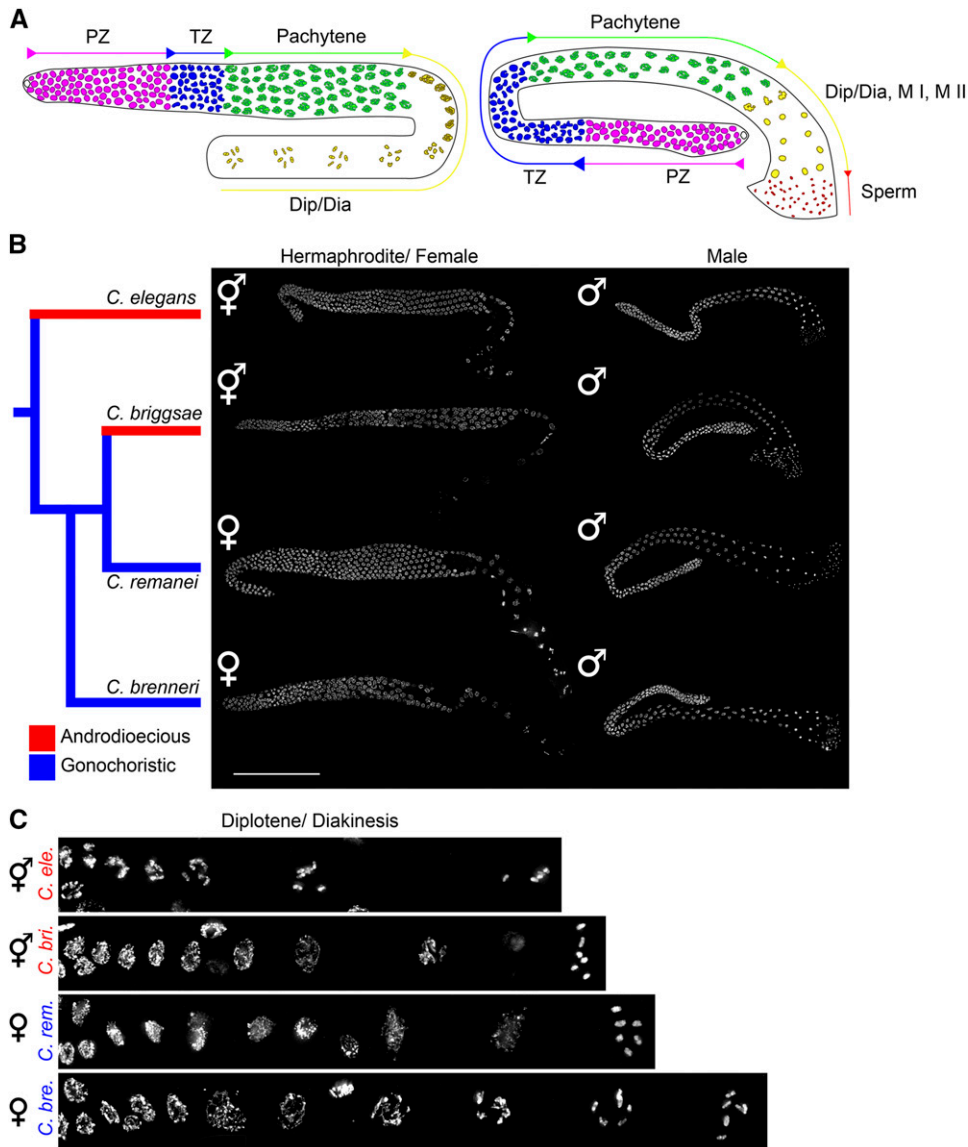 A
PZ TZ Pachytene
Dip/Dia
Pachytene
Dip/Dia, M I, M II
TZ PZ
Sperm
B
Hermaphrodite/ Female Male
C. elegans
C. briggsae
C. remanei
C. brenneri
Androdioecious
Gonochoristic
C
Diplotene/ Diakinesis
C. ele.
C. bri.
C. rem.
C. bre.